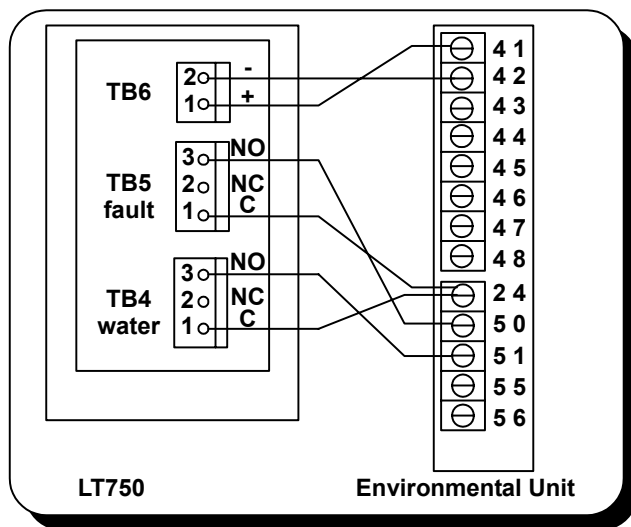 TB6
2 -
1 +
TB5
fault
3 NO
2 NC
1 C
TB4
water
3 NO
2 NC
1 C
4 1
4 2
4 3
4 4
4 5
4 6
4 7
4 8
2 4
5 0
5 1
5 5
5 6
LT750
Environmental Unit